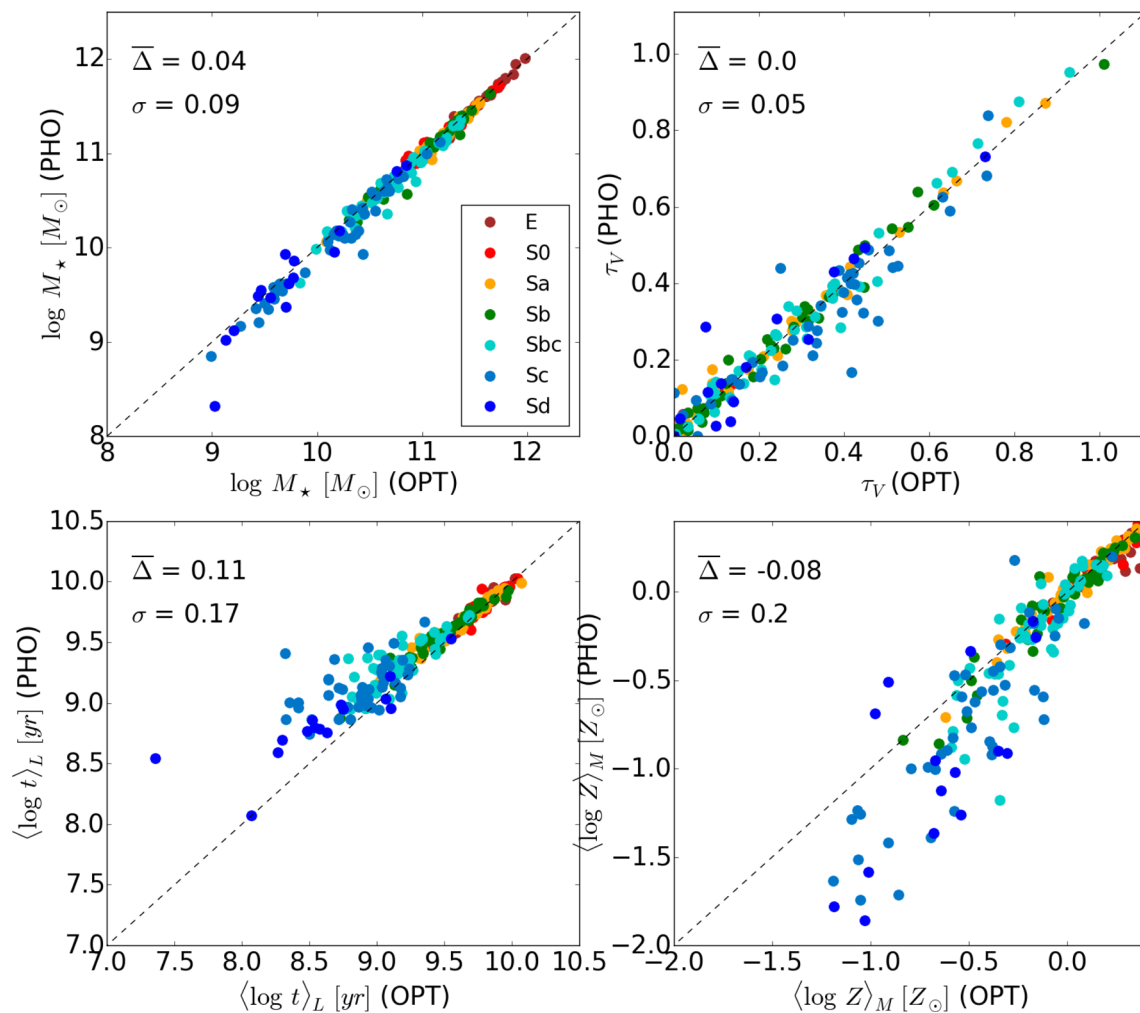 12
11
10
9
8
log M⋆ [M⊙] (PHO)
Δ̅ = 0.04
σ = 0.09
E
S0
Sa
Sb
Sbc
Sc
Sd
8 9 10 11 12
log M⋆ [M⊙] (OPT)
1.0
0.8
0.6
0.4
0.2
0.0
τV (PHO)
Δ̅ = 0.0
σ = 0.05
0.0 0.2 0.4 0.6 0.8 1.0
τV (OPT)
10.5
10.0
9.5
9.0
8.5
8.0
7.5
7.0
⟨log t⟩L [yr] (PHO)
Δ̅ = 0.11
σ = 0.17
7.0 7.5 8.0 8.5 9.0 9.5 10.0 10.5
⟨log t⟩L [yr] (OPT)
0.0
−0.5
−1.0
−1.5
−2.0
⟨log Z⟩M [Z⊙] (PHO)
Δ̅ = -0.08
σ = 0.2
−2.0 −1.5 −1.0 −0.5 0.0
⟨log Z⟩M [Z⊙] (OPT)